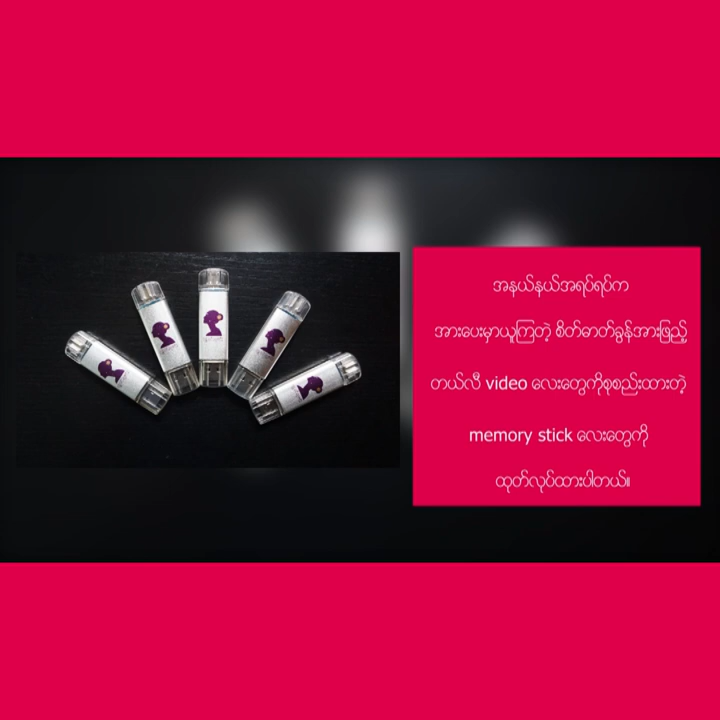 အနယ်နယ်အရပ်ရပ်က
အားပေးမှာယူကြတဲ့ စိတ်ဓာတ်ခွန်အားဖြည့်
တယ်လီ video လေးတွေကိုစုစည်းထားတဲ့
memory stick လေးတွေကို
ထုတ်လုပ်ထားပါတယ်။